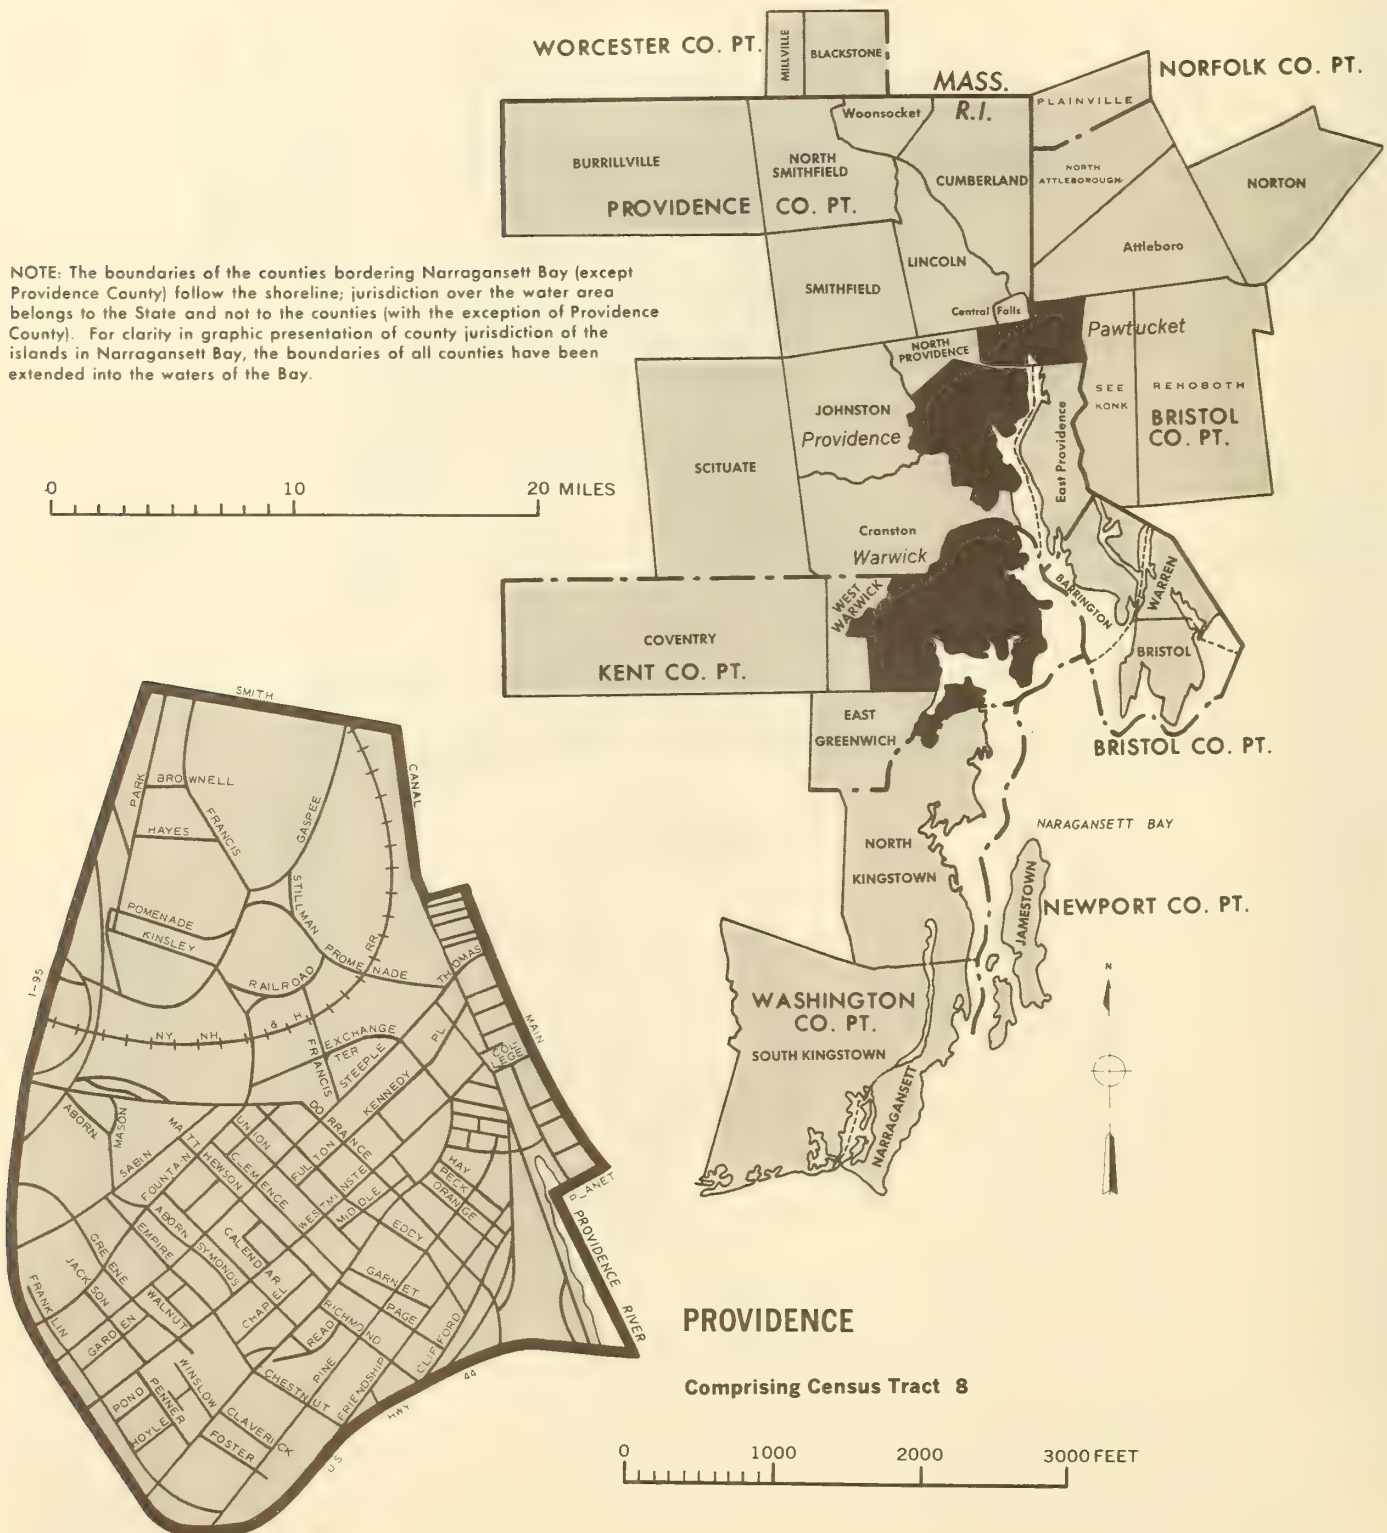 WORCESTER CO. PT.
MILLVILLE
BLACKSTONE
MASS.
R.I.
NORFOLK CO. PT.
PLAINVILLE
Woonsocket
BURRILLVILLE
NORTH
SMITHFIELD
CUMBERLAND
NORTH
ATTLEBOROUGH
NORTON
PROVIDENCE CO. PT.
Attleboro
LINCOLN
SMITHFIELD
NOTE: The boundaries of the counties bordering Narragansett Bay (except
Providence County) follow the shoreline; jurisdiction over the water area
belongs to the State and not to the counties (with the exception of Providence
County). For clarity in graphic presentation of county jurisdiction of the
islands in Narragansett Bay, the boundaries of all counties have been
extended into the waters of the Bay.
Central Falls
Pawtucket
NORTH
PROVIDENCE
SEE
KONK
REHOBOTH
BRISTOL
CO. PT.
JOHNSTON
Providence
East Providence
SCITUATE
0 10 20 MILES
Cranston
Warwick
WEST
WARWICK
BARRINGTON
WARREN
COVENTRY
KENT CO. PT.
BRISTOL
EAST
GREENWICH
BRISTOL CO. PT.
NARAGANSETT BAY
NORTH
KINGSTOWN
JAMESTOWN
NEWPORT CO. PT.
N
WASHINGTON
CO. PT.
SOUTH KINGSTOWN
NARRAGANSETT
SMITH
CANAL
PARK
BROWNELL
FRANCIS
GASPEE
HAYES
STILLMAN
POMENADE
KINSLEY
RR
PROMENADE
THOMAS
RAILROAD
I-95
NY NH & H
EXCHANGE
TER
FRANCIS
STEEPLE
KENNEDY PL
MAIN
COLLEGE
ABORN
MASON
SABIN
MATT
FOUNTAIN
UNION
HEWSON
CLEMENCE
FULTON
DORRANCE
WESTMINSTE
MIDDLE
HAY
PECK
ORANGE
PLANET
PROVIDENCE RIVER
ABORN
EMPIRE
SYMONDS
CALENDAR
EDDY
GREENE
JACKSON
FRANKLIN
GARDEN
WALNUT
CHAPEL
GARNET
PAGE
RICHMOND
READ
PINE
CLIFFORD
FRIENDSHIP
CHESTNUT
WINSLOW
POND
PENNER
HOYLE
CLAVERICK
FOSTER
US HWY 44
PROVIDENCE
Comprising Census Tract 8
0 1000 2000 3000 FEET